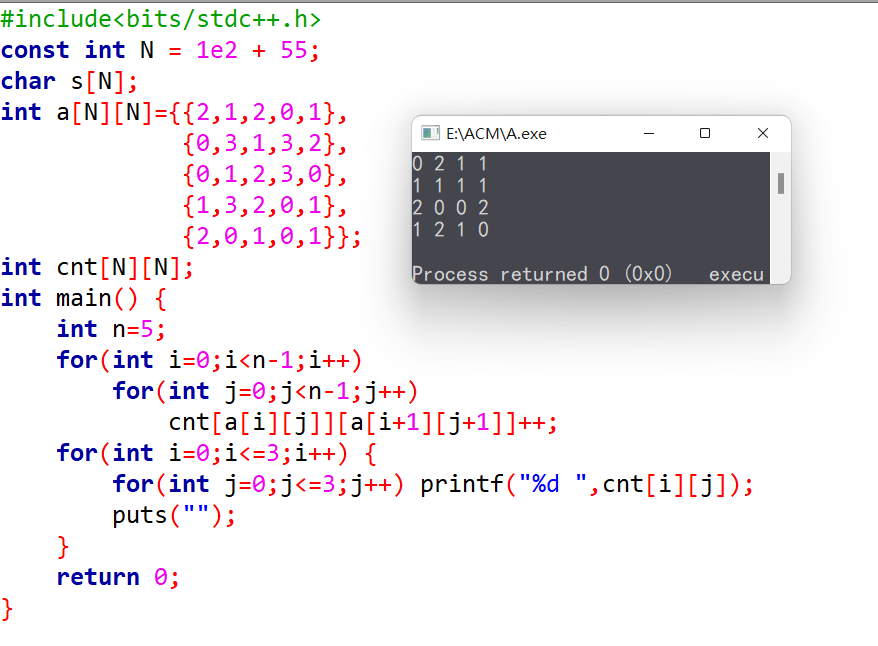 #include<bits/stdc++.h>
const int N = 1e2 + 55;
char s[N];
int a[N][N]={{2,1,2,0,1},
{0,3,1,3,2},
{0,1,2,3,0},
{1,3,2,0,1},
{2,0,1,0,1}};
int cnt[N][N];
int main() {
int n=5;
for(int i=0;i<n-1;i++)
for(int j=0;j<n-1;j++)
cnt[a[i][j]][a[i+1][j+1]]++;
for(int i=0;i<=3;i++) {
for(int j=0;j<=3;j++) printf("%d ",cnt[i][j]);
puts("");
}
return 0;
}
E:\ACM\A.exe
0 2 1 1
1 1 1 1
2 0 0 2
1 2 1 0
Process returned 0 (0x0) execu